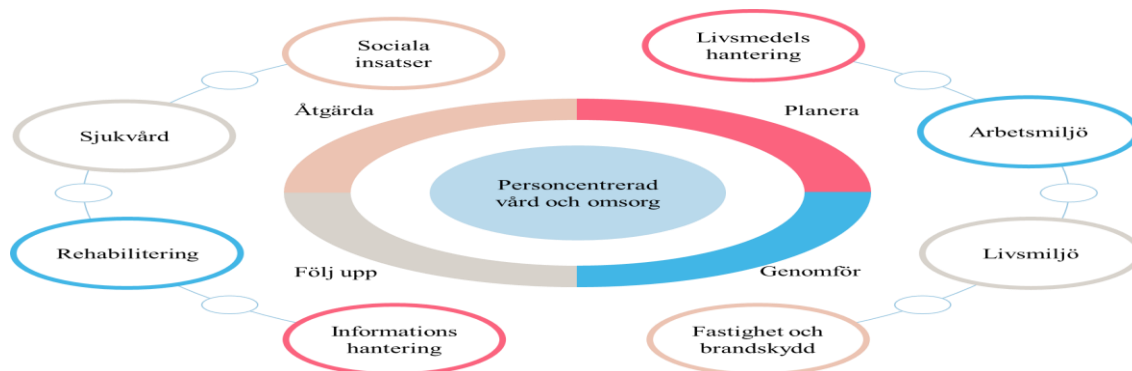 Sociala
insatser
Livsmedels
hantering
Åtgärda
Planera
Sjukvård
Arbetsmiljö
Personcentrerad
vård och omsorg
Rehabilitering
Livsmiljö
Följ upp
Genomför
Informations
hantering
Fastighet och
brandskydd